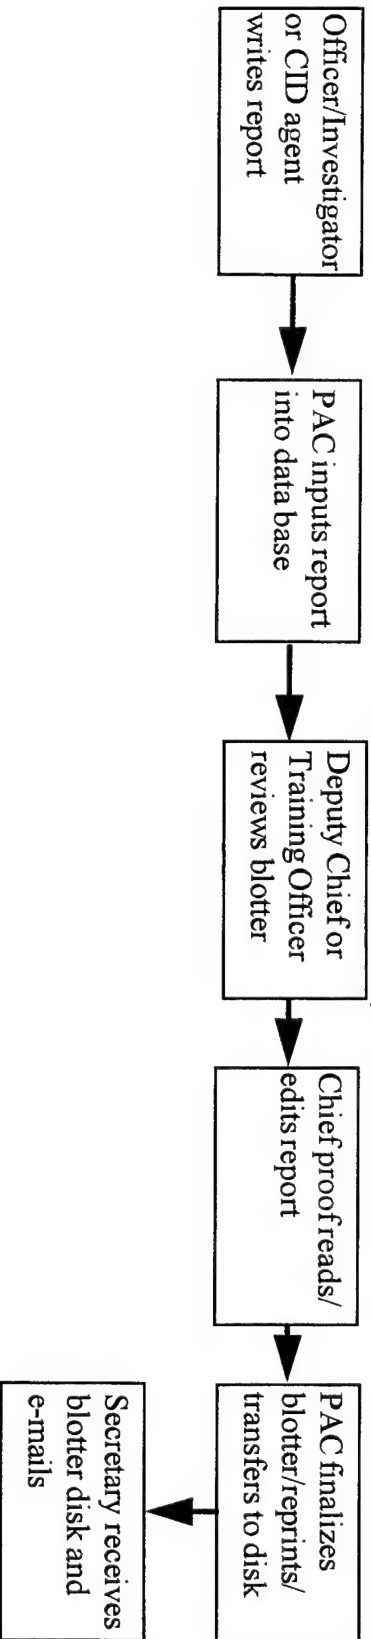 Officer/Investigator
or CID agent
writes report
PAC inputs report
into data base
Deputy Chief or
Training Officer
reviews blotter
Chief proof reads/
edits report
PAC finalizes
blotter/reprints/
transfers to disk
Secretary receives
blotter disk and
e-mails